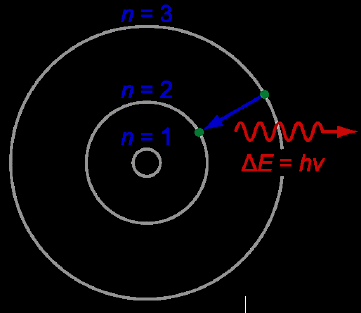 n = 3
n = 2
n = 1
ΔE = hν